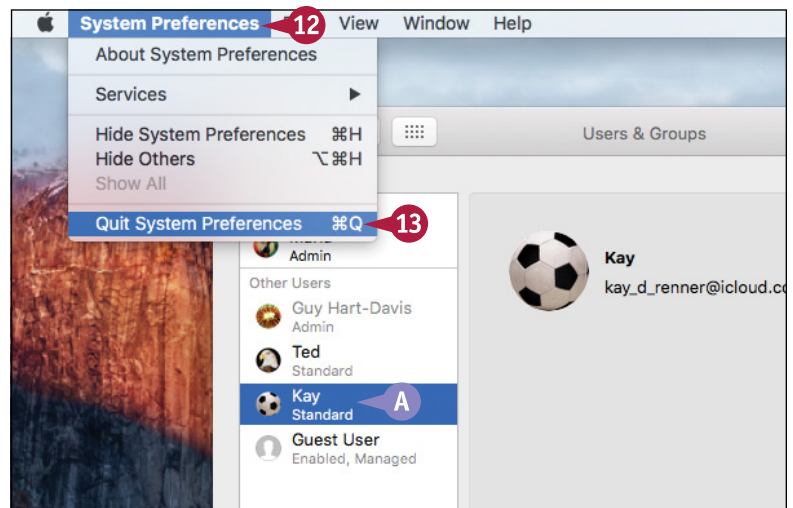 System Preferences 12 View Window Help
About System Preferences
Services
Hide System Preferences ⌘H
Hide Others ⌥⌘H
Show All
Quit System Preferences ⌘Q 13
Users & Groups
Admin
Other Users
Guy Hart-Davis
Admin
Ted
Standard
Kay
Standard
A
Guest User
Enabled, Managed
Kay
kay_d_renner@icloud.co